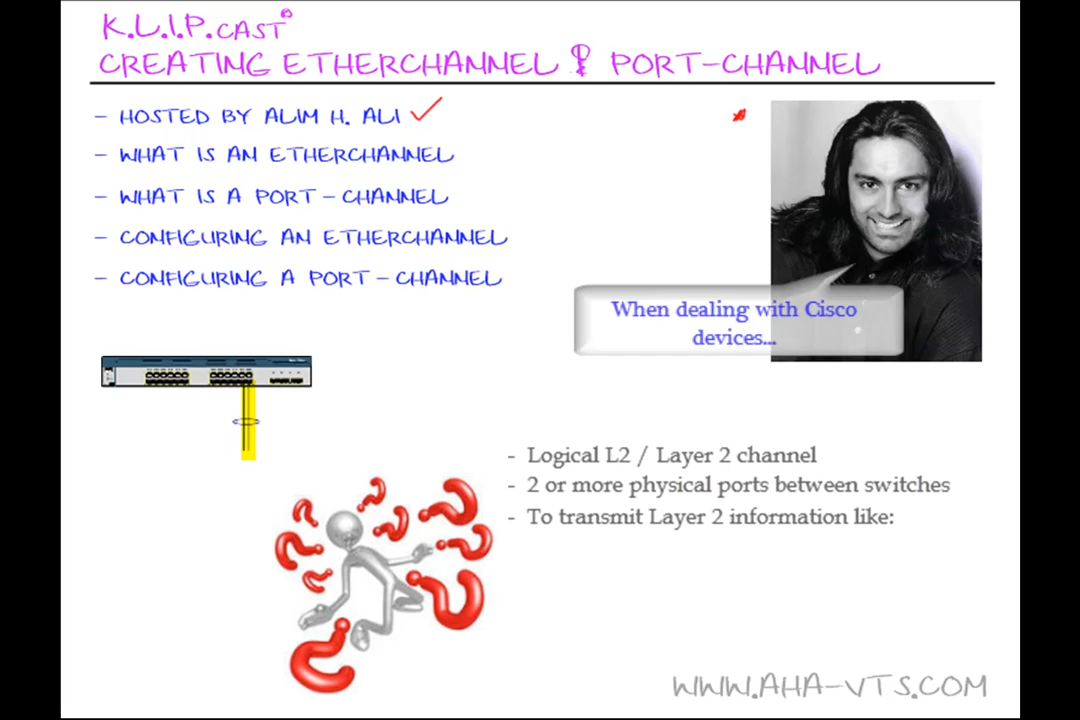 K.L.I.P.CAST
CREATING ETHERCHANNEL & PORT-CHANNEL
- HOSTED BY ALIM H. ALI
- WHAT IS AN ETHERCHANNEL
- WHAT IS A PORT-CHANNEL
- CONFIGURING AN ETHERCHANNEL
- CONFIGURING A PORT-CHANNEL
When dealing with Cisco
devices...
- Logical L2 / Layer 2 channel
- 2 or more physical ports between switches
- To transmit Layer 2 information like:
WWW.AHA-VTS.COM